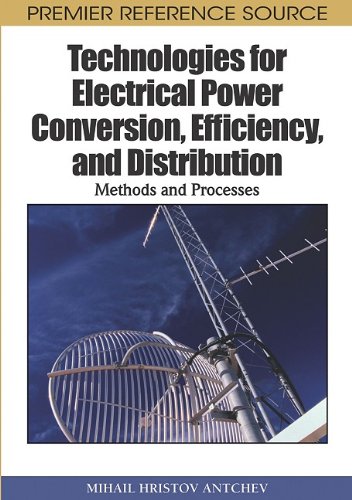 PREMIER REFERENCE SOURCE
Technologies for
Electrical Power
Conversion, Efficiency,
and Distribution
Methods and Processes
MIHAIL HRISTOV ANTCHEV